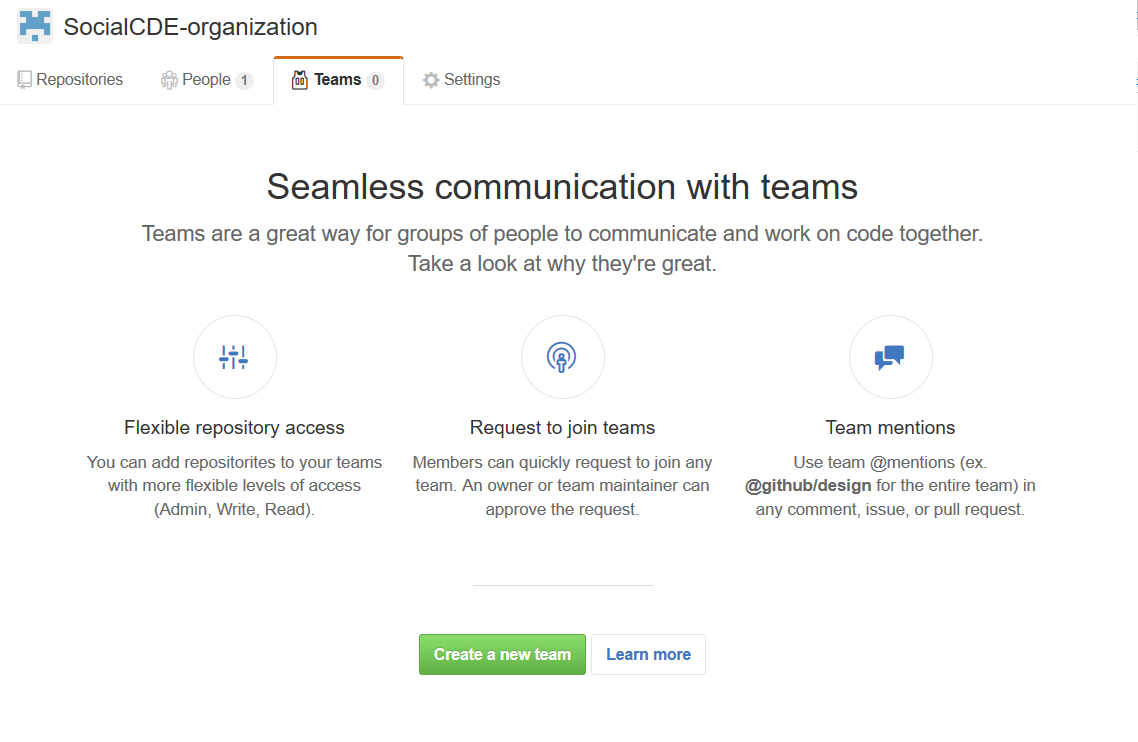 SocialCDE-organization
Repositories People 1 Teams 0 Settings
Seamless communication with teams
Teams are a great way for groups of people to communicate and work on code together.
Take a look at why they're great.
Flexible repository access
You can add repositorites to your teams
with more flexible levels of access
(Admin, Write, Read).
Request to join teams
Members can quickly request to join any
team. An owner or team maintainer can
approve the request.
Team mentions
Use team @mentions (ex.
@github/design for the entire team) in
any comment, issue, or pull request.
Create a new team Learn more